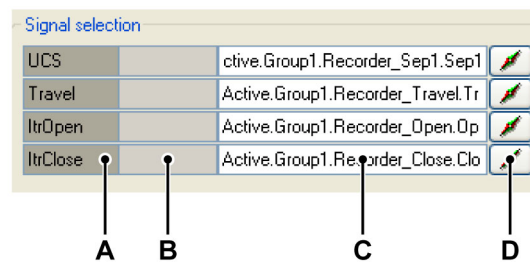 Signal selection
UCS ctive.Group1.Recorder_Sep1.Sep1
Travel Active.Group1.Recorder_Travel.Tr
ItrOpen Active.Group1.Recorder_Open.Op
ItrClose Active.Group1.Recorder_Close.Clo
A B C D